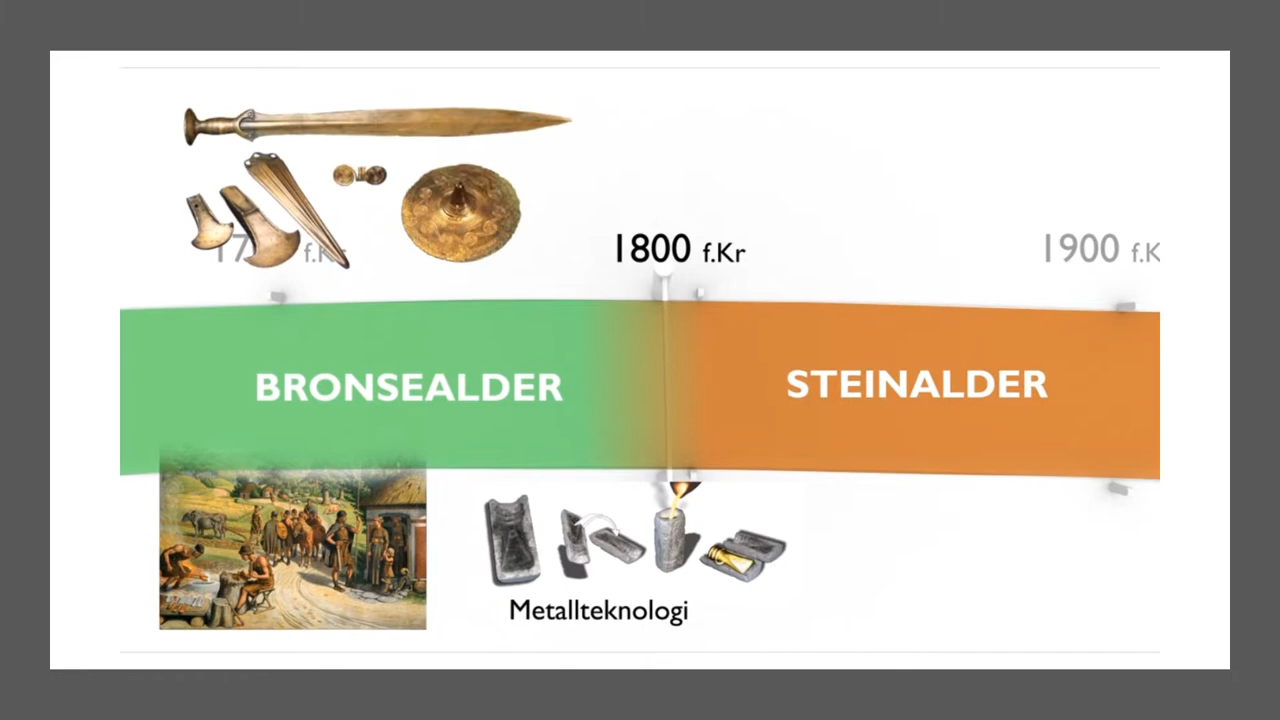 1800 f.Kr
1900 f.K
BRONSEALDER
STEINALDER
Metallteknologi